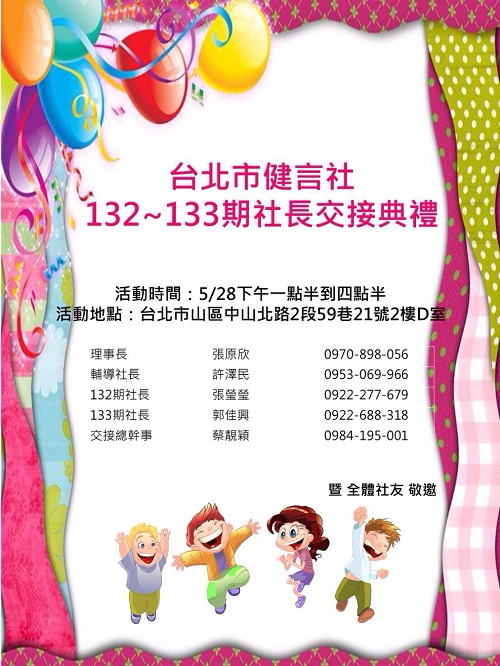 台北市健言社
132~133期社長交接典禮
活動時間：5/28下午一點半到四點半
活動地點：台北市山區中山北路2段59巷21號2樓D室
理事長 張原欣 0970-898-056
輔導社長 許澤民 0953-069-966
132期社長 張瑩瑩 0922-277-679
133期社長 郭佳興 0922-688-318
交接總幹事 蔡靚穎 0984-195-001
暨 全體社友 敬邀